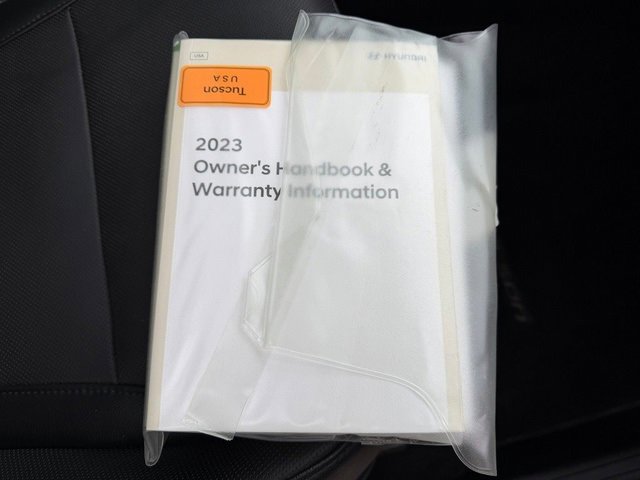 USA
HYUNDAI
Tucson
USA
2023
Owner's Handbook &
Warranty Information